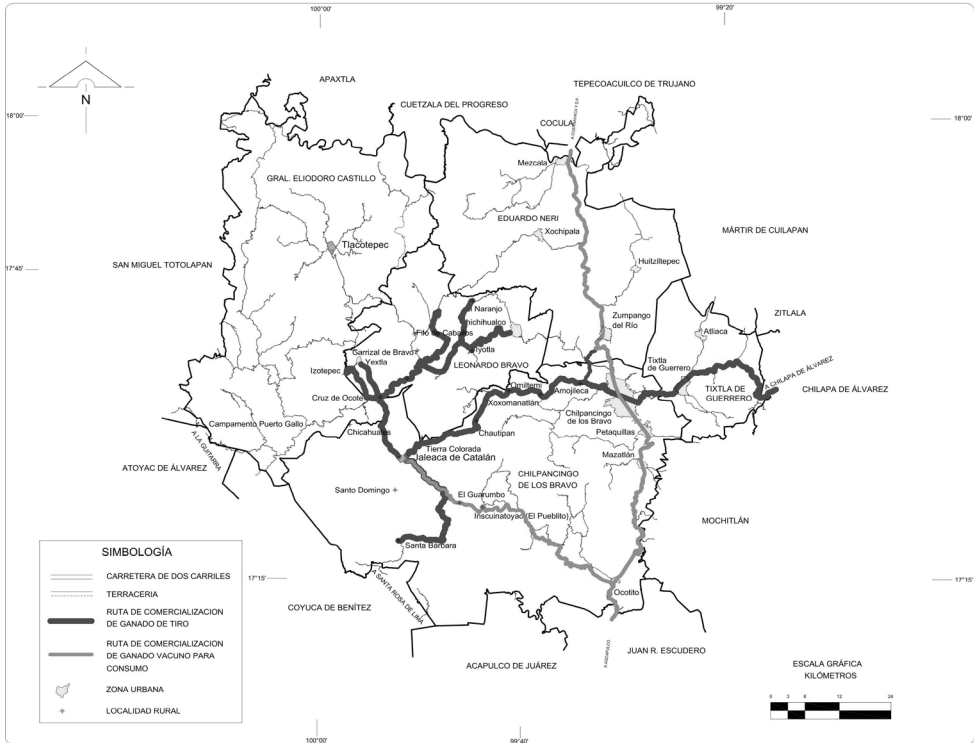 100°00'
99°20'
N
18°00'
18°00'
APAXTLA
TEPECOACUILCO DE TRUJANO
CUETZALA DEL PROGRESO
COCULA
Mezcala
GRAL. ELIODORO CASTILLO
EDUARDO NERI
Xochipala
MÁRTIR DE CUILAPAN
Tlacotepec
Huitziltepec
SAN MIGUEL TOTOLAPAN
17°45'
Naranjo
Zumpango
del Río
ZITLALA
Atliaca
Filo de Caballos
Carrizal de Bravo
Yextla
LEONARDO BRAVO
Tixtla
de Guerrero
Izotepec
Omiltemi
Amojileca
TIXTLA DE
GUERRERO
A CHILAPA DE ÁLVAREZ
CHILAPA DE ÁLVAREZ
Cruz de Ocote
Xoxomanatlán
Chilpancingo
de los Bravo
Campamento Puerto Gallo
Chicahuales
Chautipan
Petaquillas
A LA GUITARRA
Tierra Colorada
Jaleaca de Catalán
Mazatlán
ATOYAC DE ÁLVAREZ
CHILPANCINGO
DE LOS BRAVO
Santo Domingo
El Guarumbo
Inscuinatoyac (El Pueblito)
MOCHITLÁN
Santa Bárbara
A SANTA ROSA DE LIMA
17°15'
17°15'
Ocotito
COYUCA DE BENÍTEZ
A ACAPULCO
JUAN R. ESCUDERO
ACAPULCO DE JUÁREZ
SIMBOLOGÍA
CARRETERA DE DOS CARRILES
TERRACERIA
RUTA DE COMERCIALIZACION
DE GANADO DE TIRO
RUTA DE COMERCIALIZACION
DE GANADO VACUNO PARA
CONSUMO
ZONA URBANA
LOCALIDAD RURAL
ESCALA GRÁFICA
KILÓMETROS
0 3 6 12 24
100°00'
99°40'